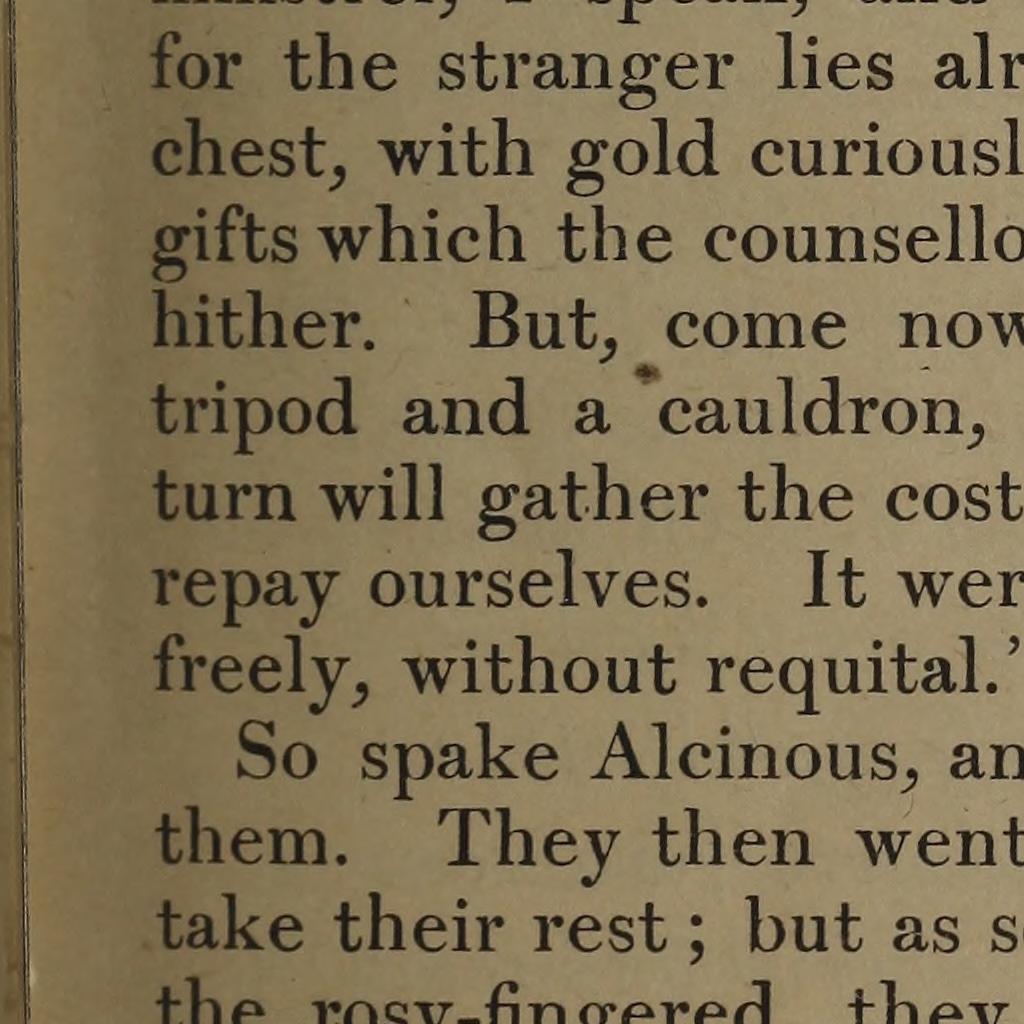 for the stranger lies alr
chest, with gold curiousl
gifts which the counsello
hither. But, come now
tripod and a cauldron,
turn will gather the cost
repay ourselves. It wer
freely, without requital.’
So spake Alcinous, an
them. They then went
take their rest; but as s
the rosy-fingered, they